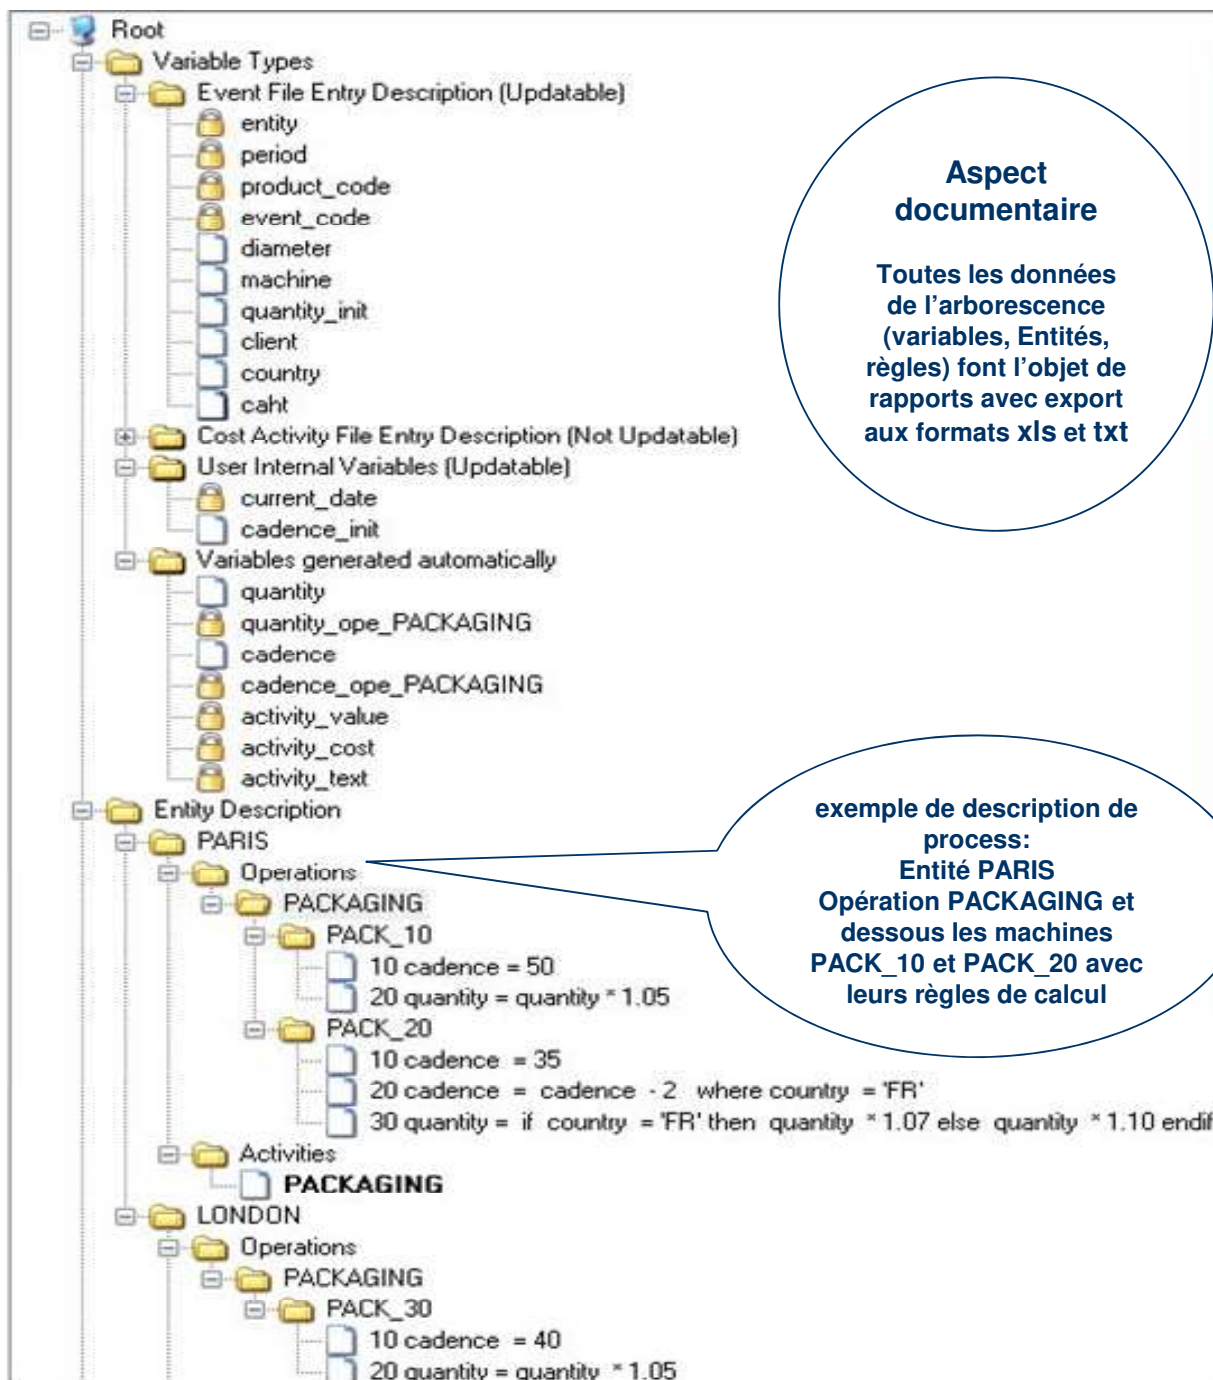 Root
Variable Types
Event File Entry Description (Updatable)
entity
period
product_code
event_code
diameter
machine
quantity_init
client
country
caht
Cost Activity File Entry Description (Not Updatable)
User Internal Variables (Updatable)
current_date
cadence_init
Variables generated automatically
quantity
quantity_ope_PACKAGING
cadence
cadence_ope_PACKAGING
activity_value
activity_cost
activity_text
Entity Description
PARIS
Operations
PACKAGING
PACK_10
10 cadence = 50
20 quantity = quantity * 1.05
PACK_20
10 cadence = 35
20 cadence = cadence - 2 where country = 'FR'
30 quantity = if country = 'FR' then quantity * 1.07 else quantity * 1.10 endif
Activities
PACKAGING
LONDON
Operations
PACKAGING
PACK_30
10 cadence = 40
20 quantity = quantity * 1.05
Aspect
documentaire
Toutes les données
de l'arborescence
(variables, Entités,
règles) font l'objet de
rapports avec export
aux formats xls et txt
exemple de description de
process:
Entité PARIS
Opération PACKAGING et
dessous les machines
PACK_10 et PACK_20 avec
leurs règles de calcul